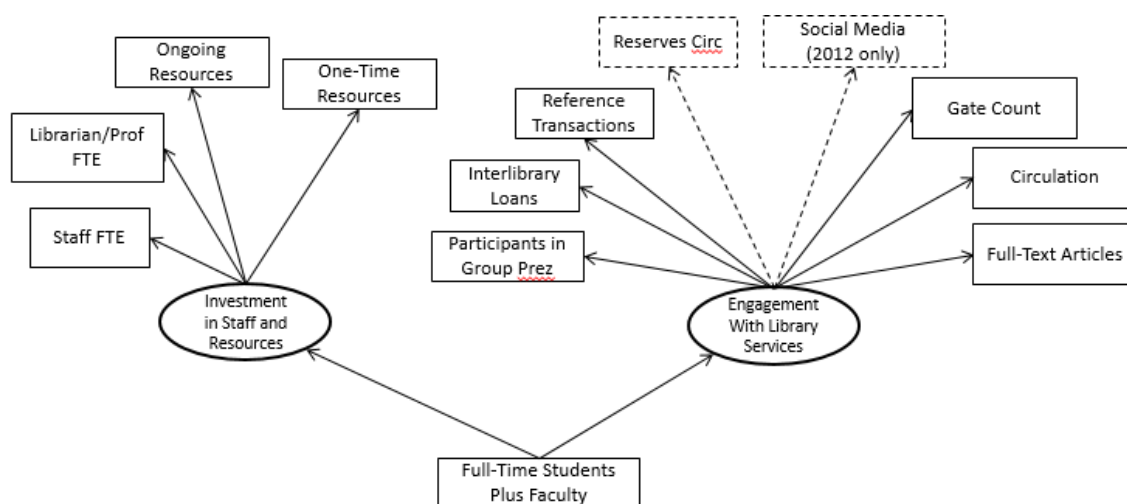 Ongoing
Resources
One-Time
Resources
Librarian/Prof
FTE
Staff FTE
Investment
in Staff and
Resources
Reserves Circ
Social Media
(2012 only)
Reference
Transactions
Gate Count
Interlibrary
Loans
Circulation
Participants in
Group Prez
Full-Text Articles
Engagement
With Library
Services
Full-Time Students
Plus Faculty